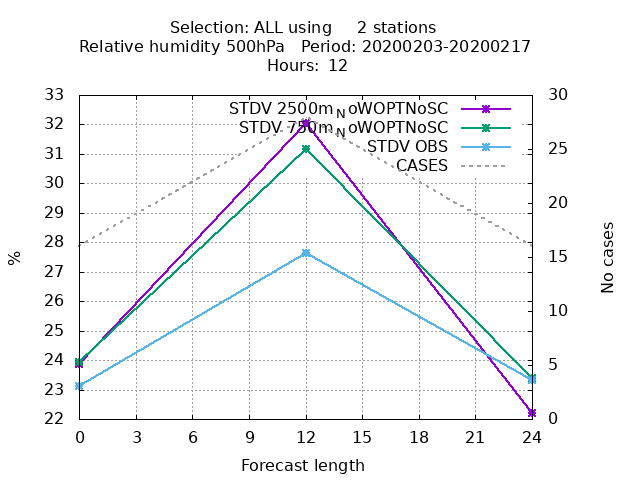 Selection: ALL using 2 stations
Relative humidity 500hPa Period: 20200203-20200217
Hours: 12
33
32
31
30
29
28
27
26
25
24
23
22
%
STDV 2500m_NoWOPTNoSC
STDV 750m_NoWOPTNoSC
STDV OBS
CASES
30
25
20
15
10
5
0
No cases
0 3 6 9 12 15 18 21 24
Forecast length